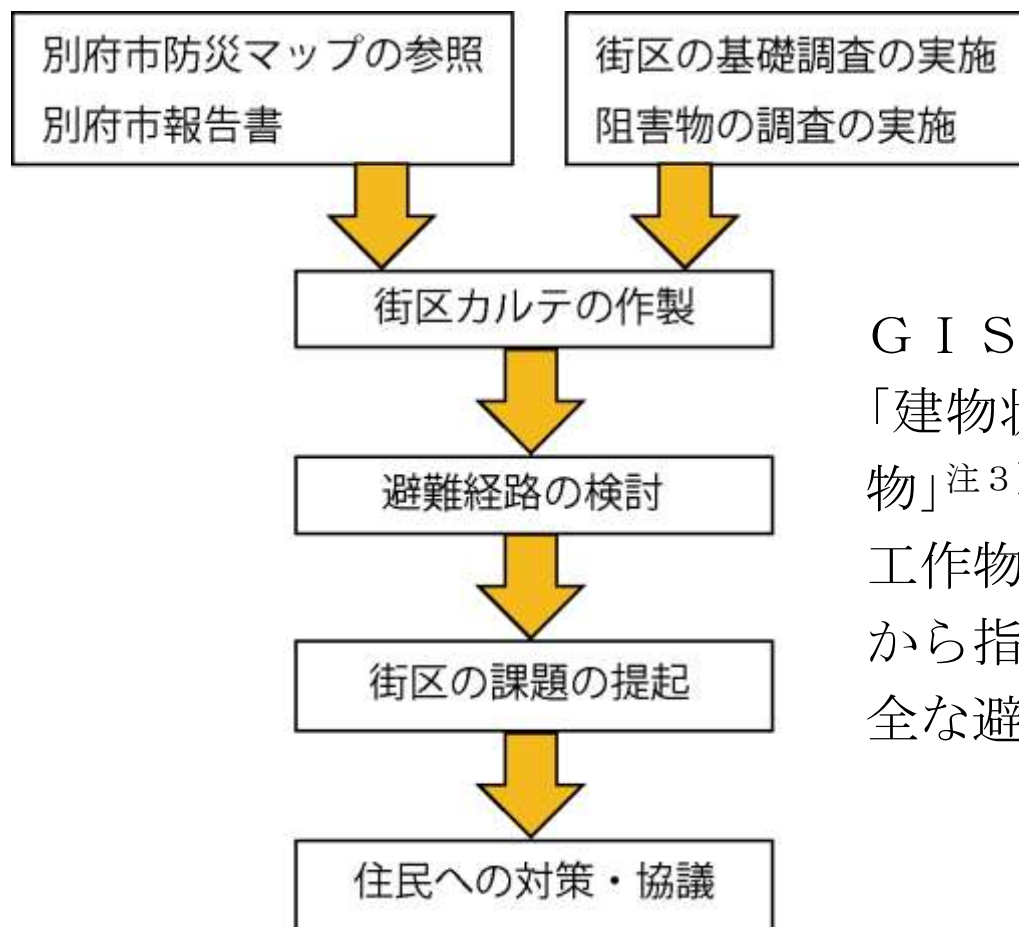 別府市防災マップの参照
別府市報告書
街区の基礎調査の実施
阻害物の調査の実施
街区カルテの作製
避難経路の検討
街区の課題の提起
住民への対策・協議
ＧＩＳ
「建物状
物」注３）
工作物
から指
全な避